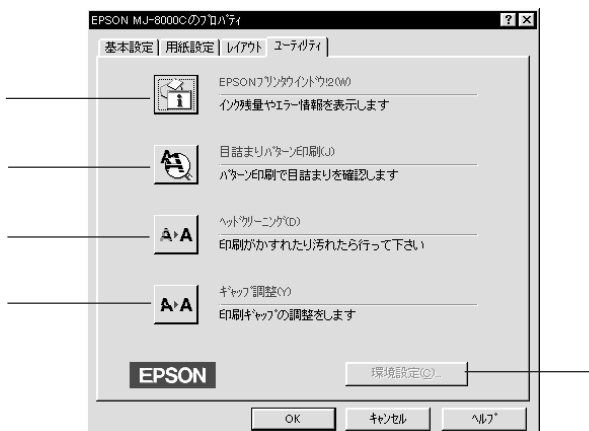 EPSON MJ-8000Cのプロパティ
基本設定 用紙設定 レイアウト ユーティリティ
EPSONプリンタウインドウ!2(W)
インク残量やエラー情報を表示します
目詰まりパターン印刷(J)
パターン印刷で目詰まりを確認します
ヘッドクリーニング(D)
印刷がかすれたり汚れたら行って下さい
ギャップ調整(Y)
印刷ギャップの調整をします
EPSON
環境設定(C)...
OK キャンセル ヘルプ